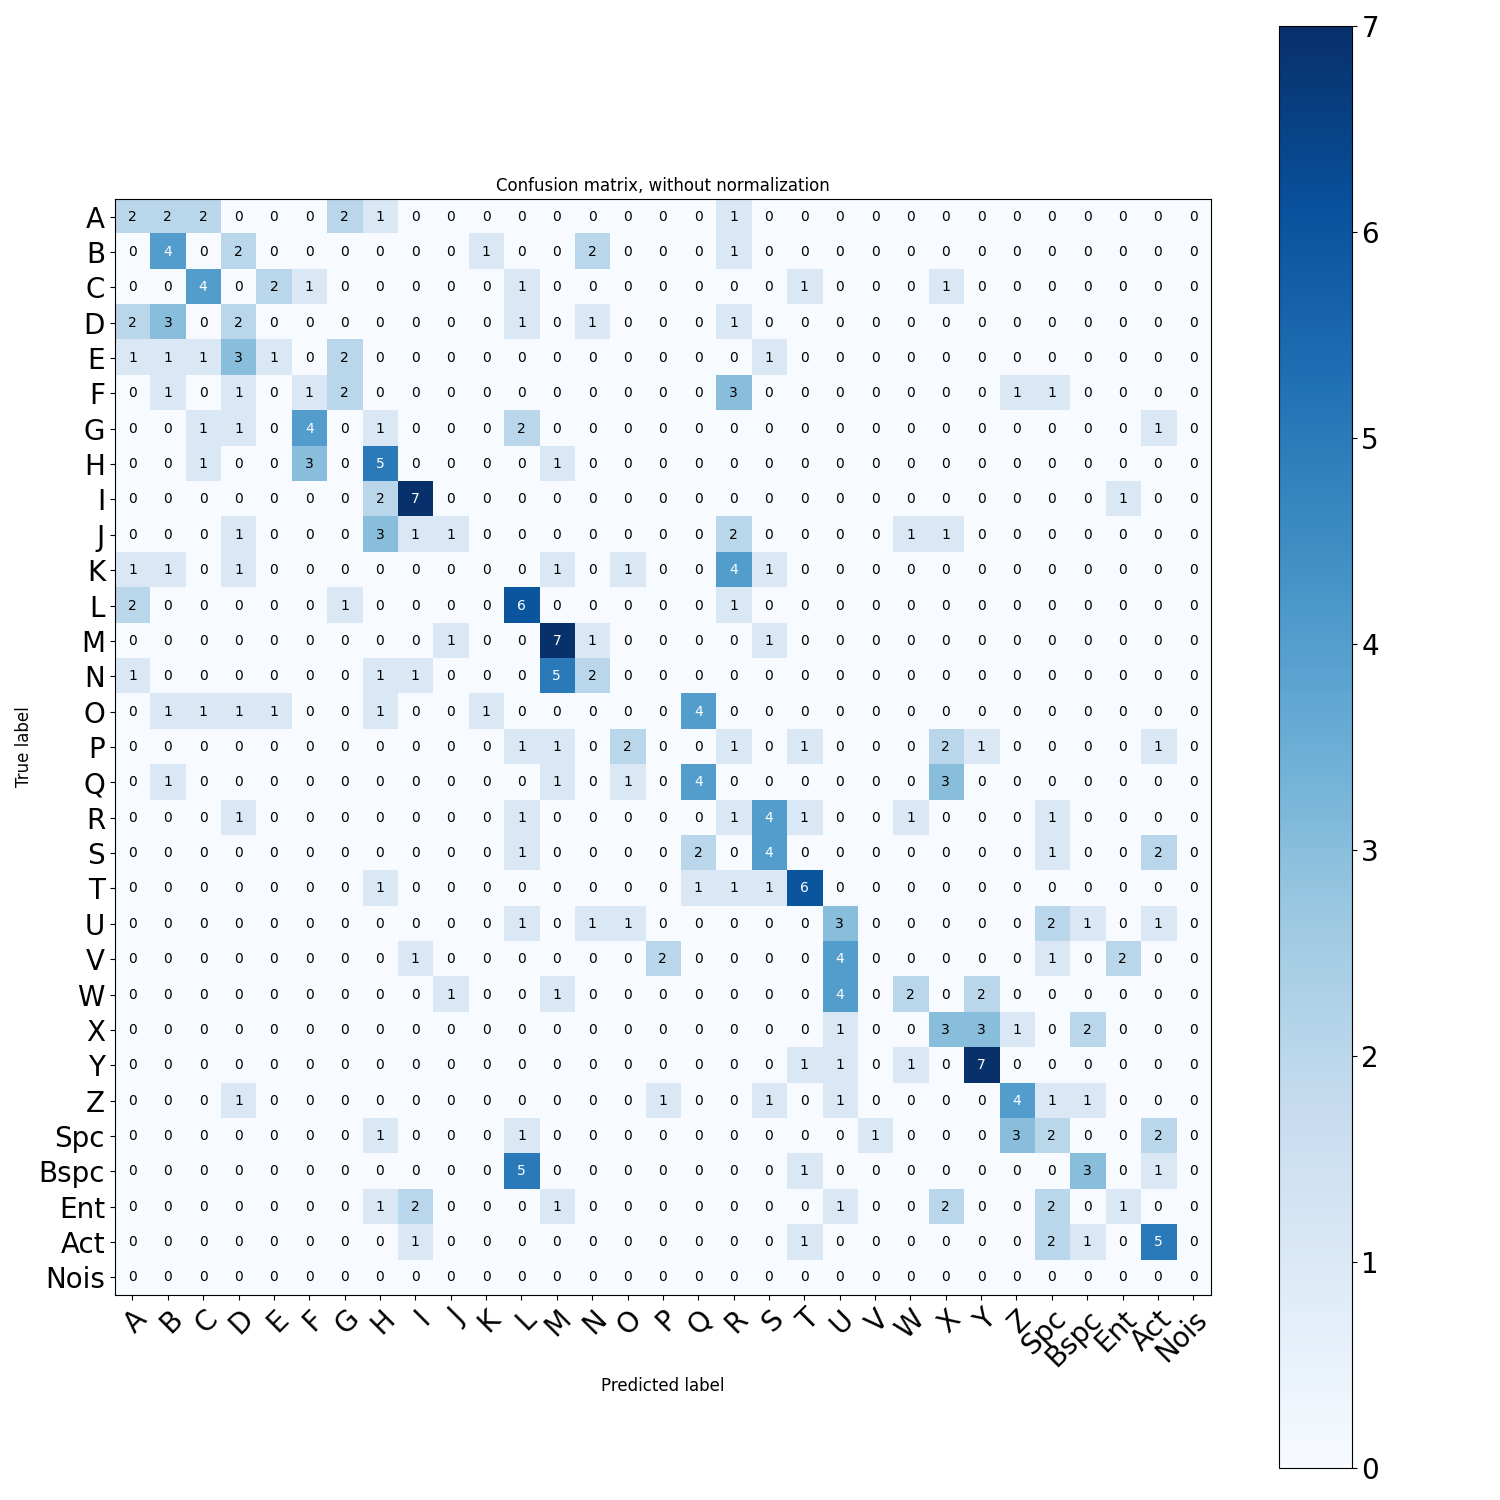 Confusion matrix, without normalization
A 2 2 2 0 0 0 2 1 0 0 0 0 0 0 0 0 0 1 0 0 0 0 0 0 0 0 0 0 0 0 0
B 0 4 0 2 0 0 0 0 0 0 1 0 0 2 0 0 0 1 0 0 0 0 0 0 0 0 0 0 0 0 0
C 0 0 4 0 2 1 0 0 0 0 0 1 0 0 0 0 0 0 0 1 0 0 0 1 0 0 0 0 0 0 0
D 2 3 0 2 0 0 0 0 0 0 0 1 0 1 0 0 0 1 0 0 0 0 0 0 0 0 0 0 0 0 0
E 1 1 1 3 1 0 2 0 0 0 0 0 0 0 0 0 0 0 1 0 0 0 0 0 0 0 0 0 0 0 0
F 0 1 0 1 0 1 2 0 0 0 0 0 0 0 0 0 0 3 0 0 0 0 0 0 0 1 1 0 0 0 0
G 0 0 1 1 0 4 0 1 0 0 0 2 0 0 0 0 0 0 0 0 0 0 0 0 0 0 0 0 0 1 0
H 0 0 1 0 0 3 0 5 0 0 0 0 1 0 0 0 0 0 0 0 0 0 0 0 0 0 0 0 0 0 0
I 0 0 0 0 0 0 0 2 7 0 0 0 0 0 0 0 0 0 0 0 0 0 0 0 0 0 0 0 1 0 0
J 0 0 0 1 0 0 0 3 1 1 0 0 0 0 0 0 0 2 0 0 0 0 1 1 0 0 0 0 0 0 0
K 1 1 0 1 0 0 0 0 0 0 0 0 1 0 1 0 0 4 1 0 0 0 0 0 0 0 0 0 0 0 0
L 2 0 0 0 0 0 1 0 0 0 0 6 0 0 0 0 0 1 0 0 0 0 0 0 0 0 0 0 0 0 0
M 0 0 0 0 0 0 0 0 0 1 0 0 7 1 0 0 0 0 1 0 0 0 0 0 0 0 0 0 0 0 0
N 1 0 0 0 0 0 0 1 1 0 0 0 5 2 0 0 0 0 0 0 0 0 0 0 0 0 0 0 0 0 0
O 0 1 1 1 1 0 0 1 0 0 1 0 0 0 0 0 4 0 0 0 0 0 0 0 0 0 0 0 0 0 0
P 0 0 0 0 0 0 0 0 0 0 0 1 1 0 2 0 0 1 0 1 0 0 0 2 1 0 0 0 0 1 0
Q 0 1 0 0 0 0 0 0 0 0 0 0 1 0 1 0 4 0 0 0 0 0 0 3 0 0 0 0 0 0 0
R 0 0 0 1 0 0 0 0 0 0 0 1 0 0 0 0 0 1 4 1 0 0 1 0 0 0 1 0 0 0 0
S 0 0 0 0 0 0 0 0 0 0 0 1 0 0 0 0 2 0 4 0 0 0 0 0 0 0 1 0 0 2 0
T 0 0 0 0 0 0 0 1 0 0 0 0 0 0 0 0 1 1 1 6 0 0 0 0 0 0 0 0 0 0 0
U 0 0 0 0 0 0 0 0 0 0 0 1 0 1 1 0 0 0 0 0 3 0 0 0 0 0 2 1 0 1 0
V 0 0 0 0 0 0 0 0 1 0 0 0 0 0 0 2 0 0 0 0 4 0 0 0 0 0 1 0 2 0 0
W 0 0 0 0 0 0 0 0 0 1 0 0 1 0 0 0 0 0 0 0 4 0 2 0 2 0 0 0 0 0 0
X 0 0 0 0 0 0 0 0 0 0 0 0 0 0 0 0 0 0 0 0 1 0 0 3 3 1 0 2 0 0 0
Y 0 0 0 0 0 0 0 0 0 0 0 0 0 0 0 0 0 0 0 1 1 0 1 0 7 0 0 0 0 0 0
Z 0 0 0 1 0 0 0 0 0 0 0 0 0 0 0 1 0 0 1 0 1 0 0 0 0 4 1 1 0 0 0
Spc 0 0 0 0 0 0 0 1 0 0 0 1 0 0 0 0 0 0 0 0 0 1 0 0 0 3 2 0 0 2 0
Bspc 0 0 0 0 0 0 0 0 0 0 0 5 0 0 0 0 0 0 0 1 0 0 0 0 0 0 0 3 0 1 0
Ent 0 0 0 0 0 0 0 1 2 0 0 0 1 0 0 0 0 0 0 0 1 0 0 2 0 0 2 0 1 0 0
Act 0 0 0 0 0 0 0 0 1 0 0 0 0 0 0 0 0 0 0 1 0 0 0 0 0 0 2 1 0 5 0
Nois 0 0 0 0 0 0 0 0 0 0 0 0 0 0 0 0 0 0 0 0 0 0 0 0 0 0 0 0 0 0 0
A B C D E F G H I J K L M N O P Q R S T U V W X Y Z Spc Bspc Ent Act Nois
Predicted label
True label
7
6
5
4
3
2
1
0